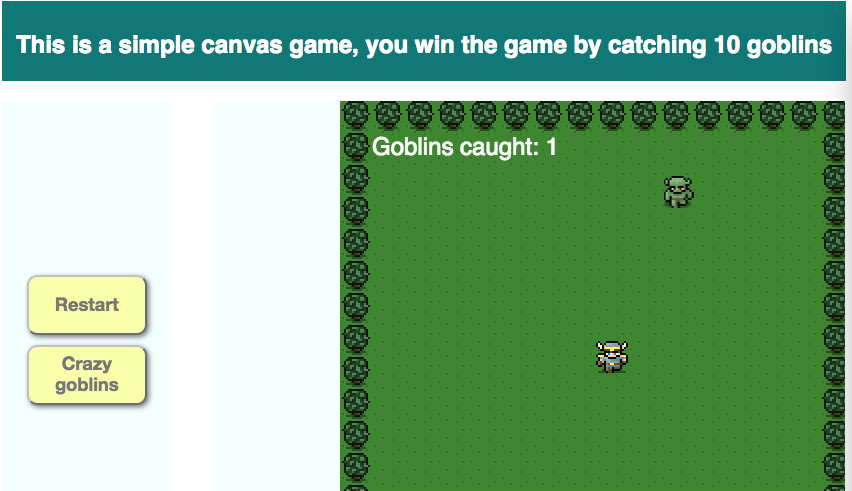 This is a simple canvas game, you win the game by catching 10 goblins
Goblins caught: 1
Restart
Crazy
goblins